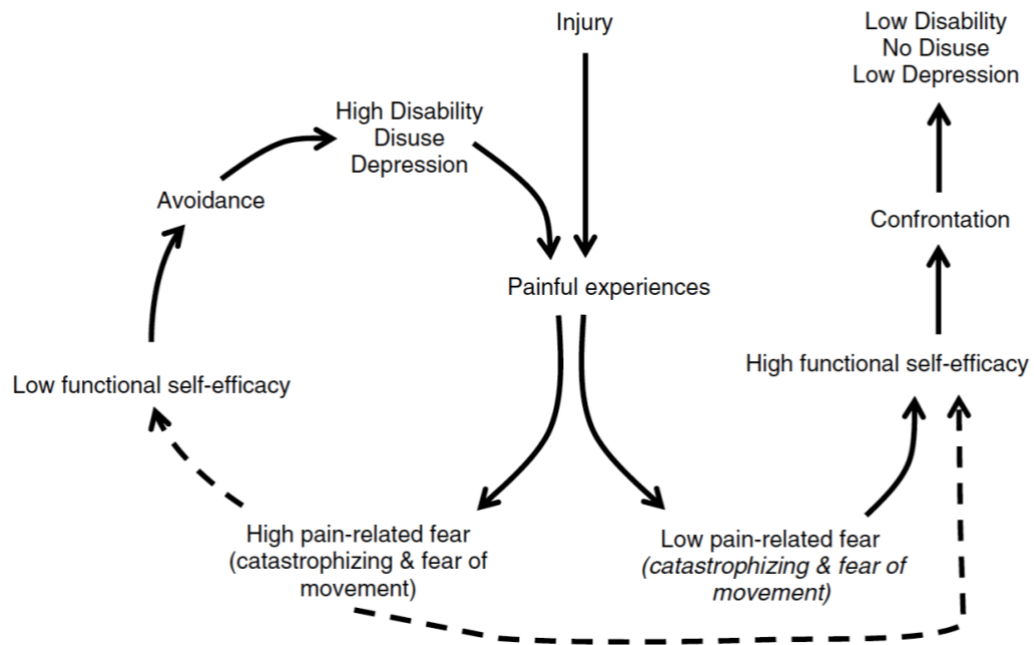 Injury
Low Disability
No Disuse
Low Depression
High Disability
Disuse
Depression
Avoidance
Confrontation
Painful experiences
High functional self-efficacy
Low functional self-efficacy
High pain-related fear
(catastrophizing & fear of
movement)
Low pain-related fear
(catastrophizing & fear of
movement)